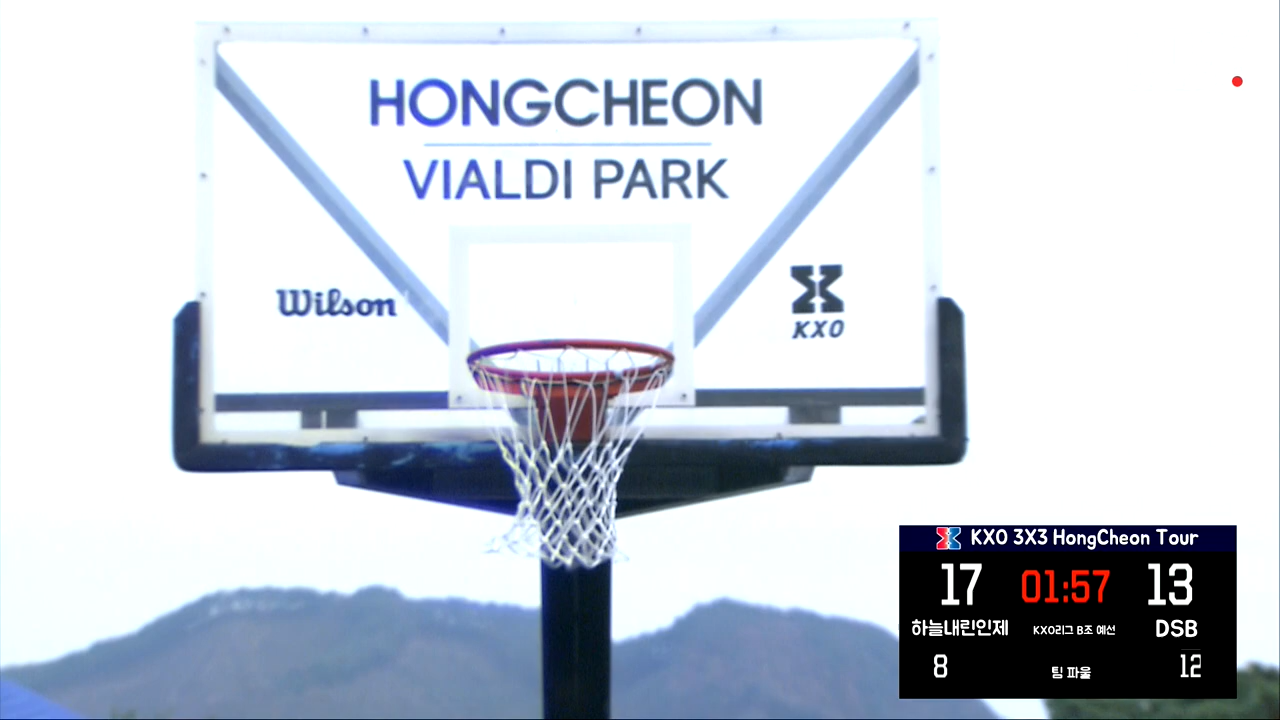 HONGCHEON
VIALDI PARK
Wilson
KXO
KXO 3X3 HongCheon Tour
17 01:57 13
하늘내린인제 KXO리그 B조 예선 DSB
8 팀 파울 12